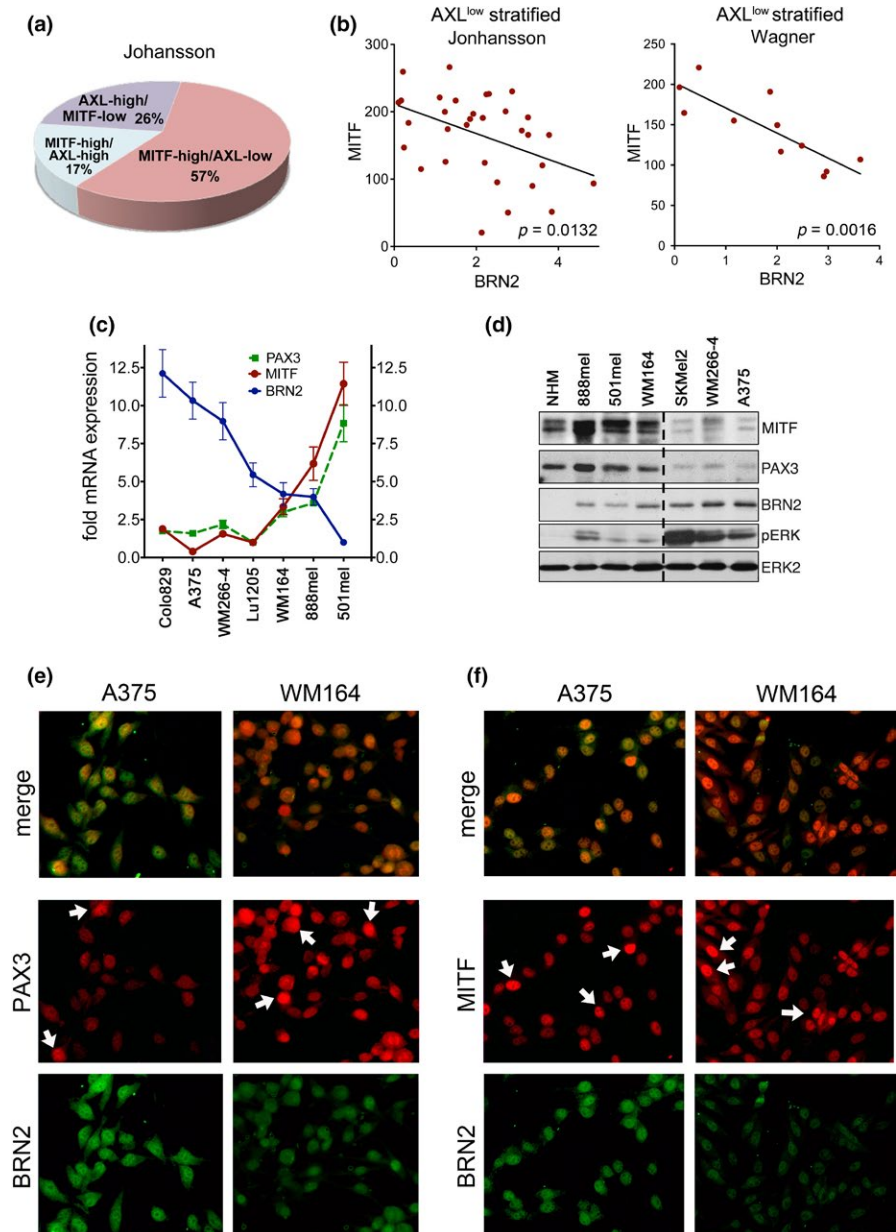 (a)
Johansson
AXL-high/
MITF-low 26%
MITF-high/
AXL-high
17%
MITF-high/AXL-low
57%
(b)
AXLlow stratified
Jonhansson
MITF
300
200
100
0
0 2 4
p = 0.0132
BRN2
AXLlow stratified
Wagner
MITF
250
200
150
100
50
0
0 1 2 3 4
p = 0.0016
BRN2
(c)
PAX3
MITF
BRN2
fold mRNA expression
12.5
10.0
7.5
5.0
2.5
0.0
12.5
10.0
7.5
5.0
2.5
0.0
Colo829
A375
WM266-4
Lu1205
WM164
888mel
501mel
(d)
NHM
888mel
501mel
WM164
SKMel2
WM266-4
A375
MITF
PAX3
BRN2
pERK
ERK2
(e)
A375 WM164
merge
PAX3
BRN2
(f)
A375 WM164
merge
MITF
BRN2